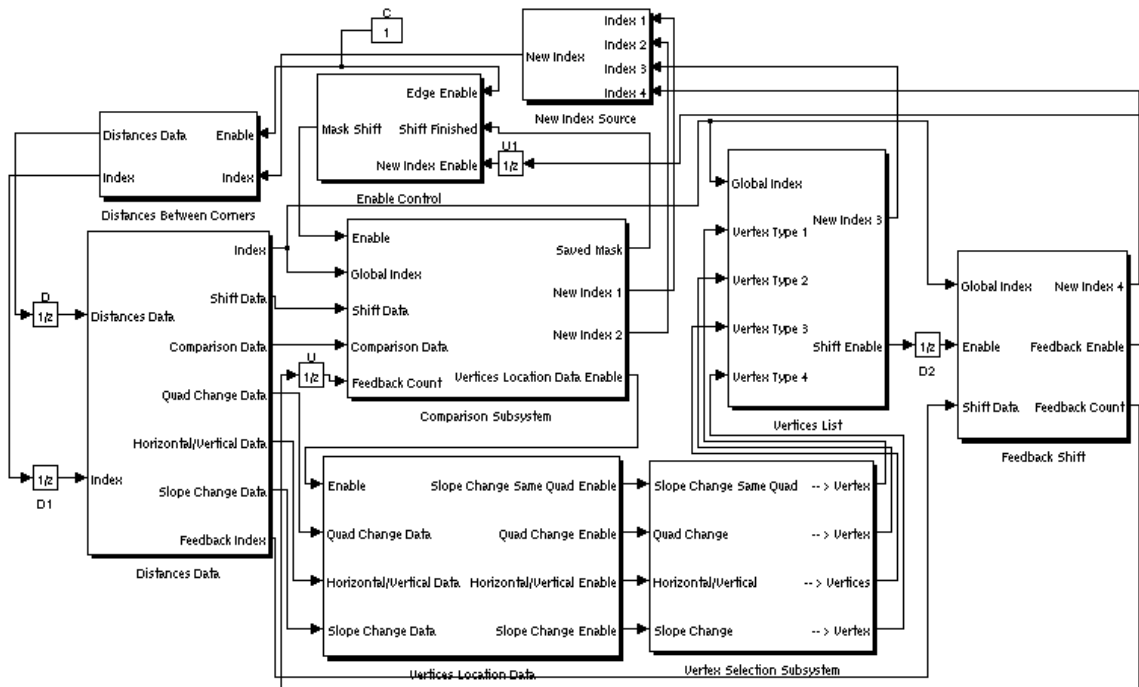 C
1
New Index
Index 1
Index 2
Index 3
Index 4
New Index Source
Edge Enable
Mask Shift
Shift Finished
New Index Enable
Enable Control
U1
1/z
Distances Data
Enable
Index
Index
Distances Between Corners
Global Index
Vertex Type 1
Vertex Type 2
Vertex Type 3
Vertex Type 4
New Index 3
Shift Enable
Vertices List
D
1/z
D1
1/z
Distances Data
Index
Index
Shift Data
Comparison Data
Quad Change Data
Horizontal/Vertical Data
Slope Change Data
Feedback Index
Distances Data
Enable
Global Index
Shift Data
Comparison Data
Feedback Count
Saved Mask
New Index 1
New Index 2
Vertices Location Data Enable
Comparison Subsystem
U
1/z
1/z
D2
Global Index
Enable
Shift Data
New Index 4
Feedback Enable
Feedback Count
Feedback Shift
Enable
Quad Change Data
Horizontal/Vertical Data
Slope Change Data
Slope Change Same Quad Enable
Quad Change Enable
Horizontal/Vertical Enable
Slope Change Enable
Vertices Location Data
Slope Change Same Quad
Quad Change
Horizontal/Vertical
Slope Change
--> Vertex
--> Vertex
--> Vertices
--> Vertex
Vertex Selection Subsystem